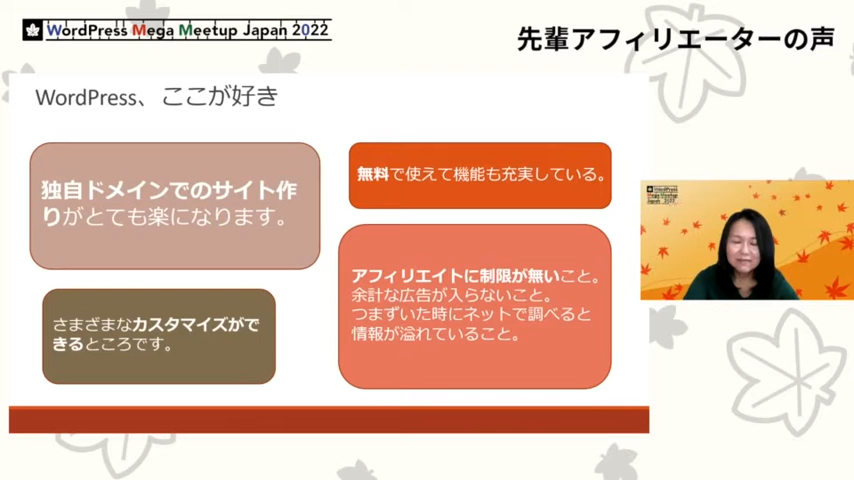 WordPress Mega Meetup Japan 2022
先輩アフィリエーターの声
WordPress、ここが好き
独自ドメインでのサイト作
りがとても楽になります。
無料で使えて機能も充実している。
さまざまなカスタマイズがで
きるところです。
アフィリエイトに制限が無いこと。
余計な広告が入らないこと。
つまずいた時にネットで調べると
情報が溢れていること。
WordPress
Mega Meetup
Japan 2022